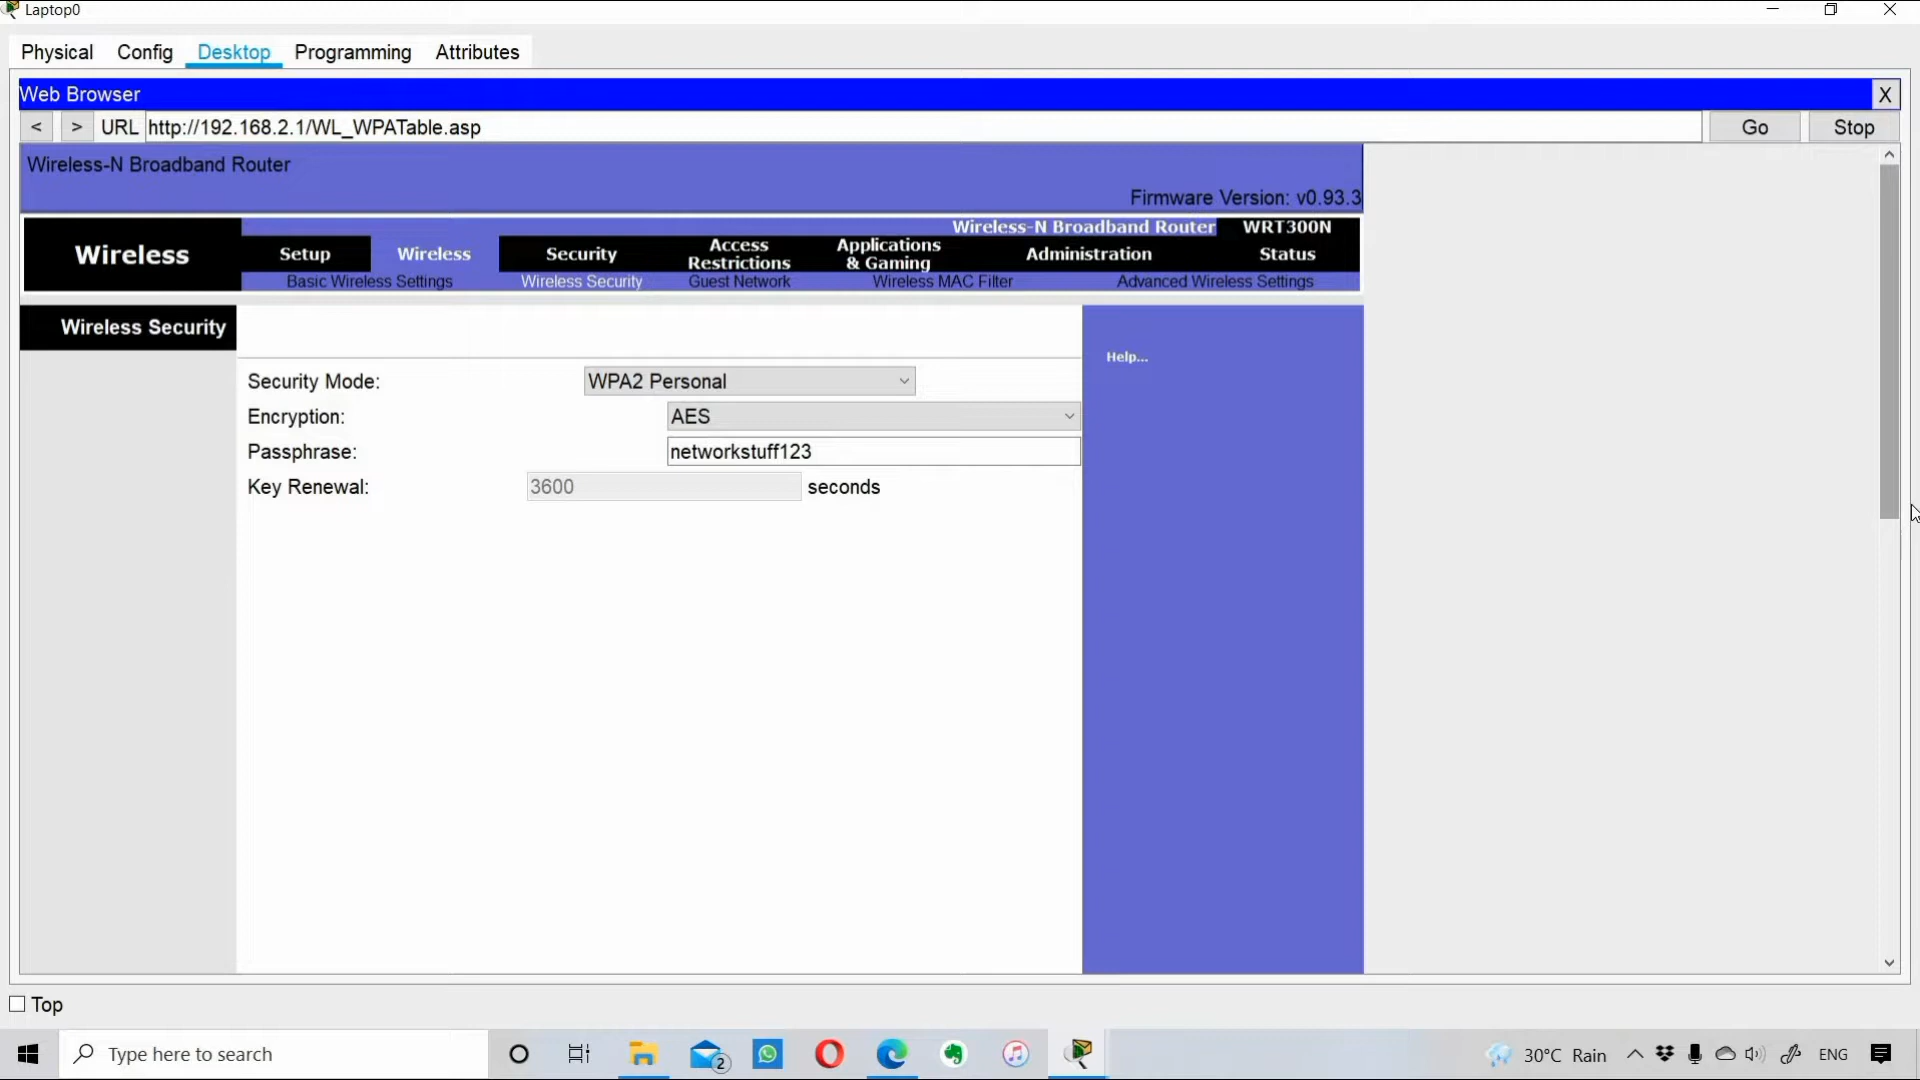 Laptop0
Physical Config Desktop Programming Attributes
Web Browser X
< > URL http://192.168.2.1/WL_WPATable.asp Go Stop
Wireless-N Broadband Router
Firmware Version: v0.93.3
Wireless-N Broadband Router WRT300N
Wireless Setup Wireless Security Access Restrictions Applications & Gaming Administration Status
Basic Wireless Settings Wireless Security Guest Network Wireless MAC Filter Advanced Wireless Settings
Wireless Security
Help...
Security Mode: WPA2 Personal
Encryption: AES
Passphrase: networkstuff123
Key Renewal: 3600 seconds
Top
Type here to search 2 30°C Rain ENG